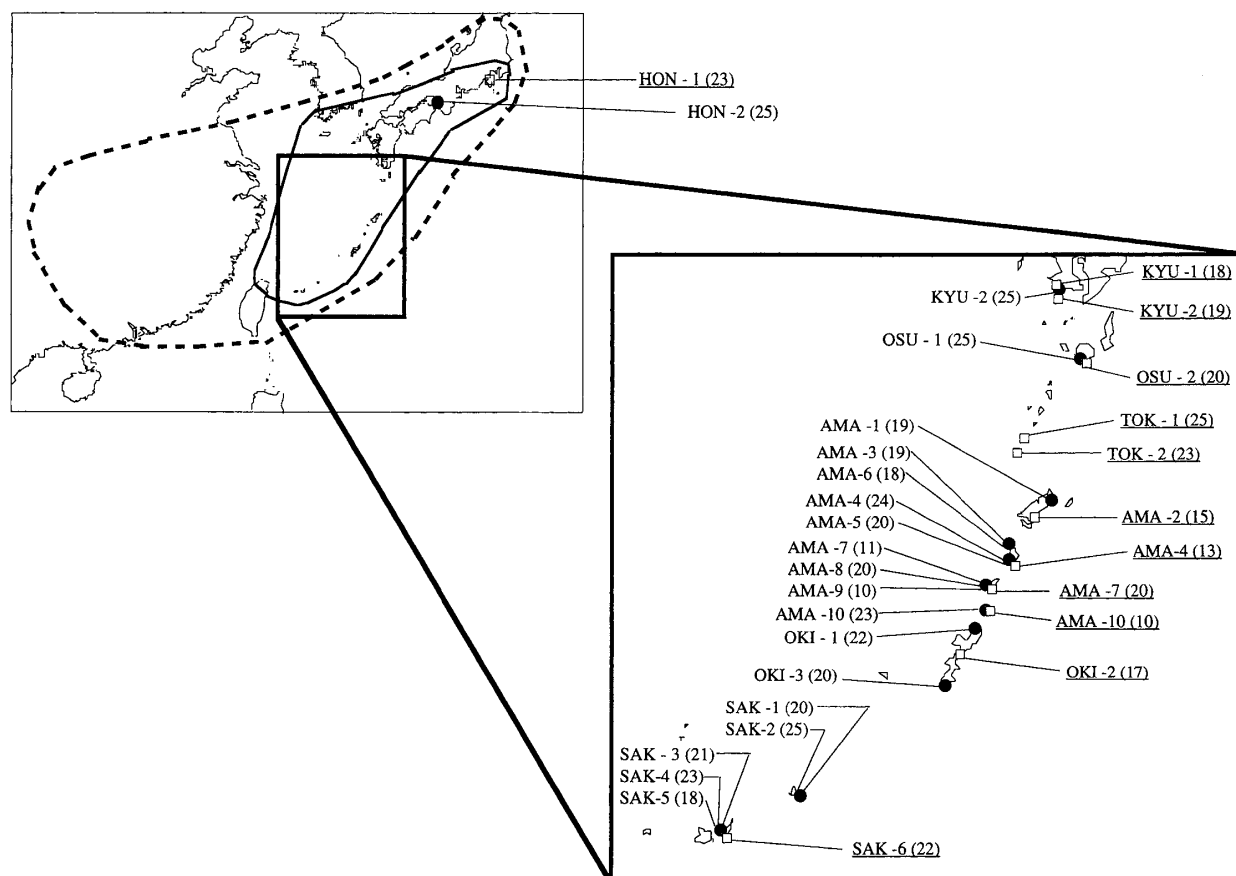 HON - 1 (23)
HON -2 (25)
KYU -1 (18)
KYU -2 (25)
KYU -2 (19)
OSU - 1 (25)
OSU - 2 (20)
TOK - 1 (25)
TOK - 2 (23)
AMA -1 (19)
AMA -3 (19)
AMA-6 (18)
AMA-4 (24)
AMA-5 (20)
AMA -2 (15)
AMA-4 (13)
AMA -7 (11)
AMA-8 (20)
AMA-9 (10)
AMA -7 (20)
AMA -10 (23)
AMA -10 (10)
OKI - 1 (22)
OKI -2 (17)
OKI -3 (20)
SAK -1 (20)
SAK-2 (25)
SAK - 3 (21)
SAK-4 (23)
SAK-5 (18)
SAK -6 (22)